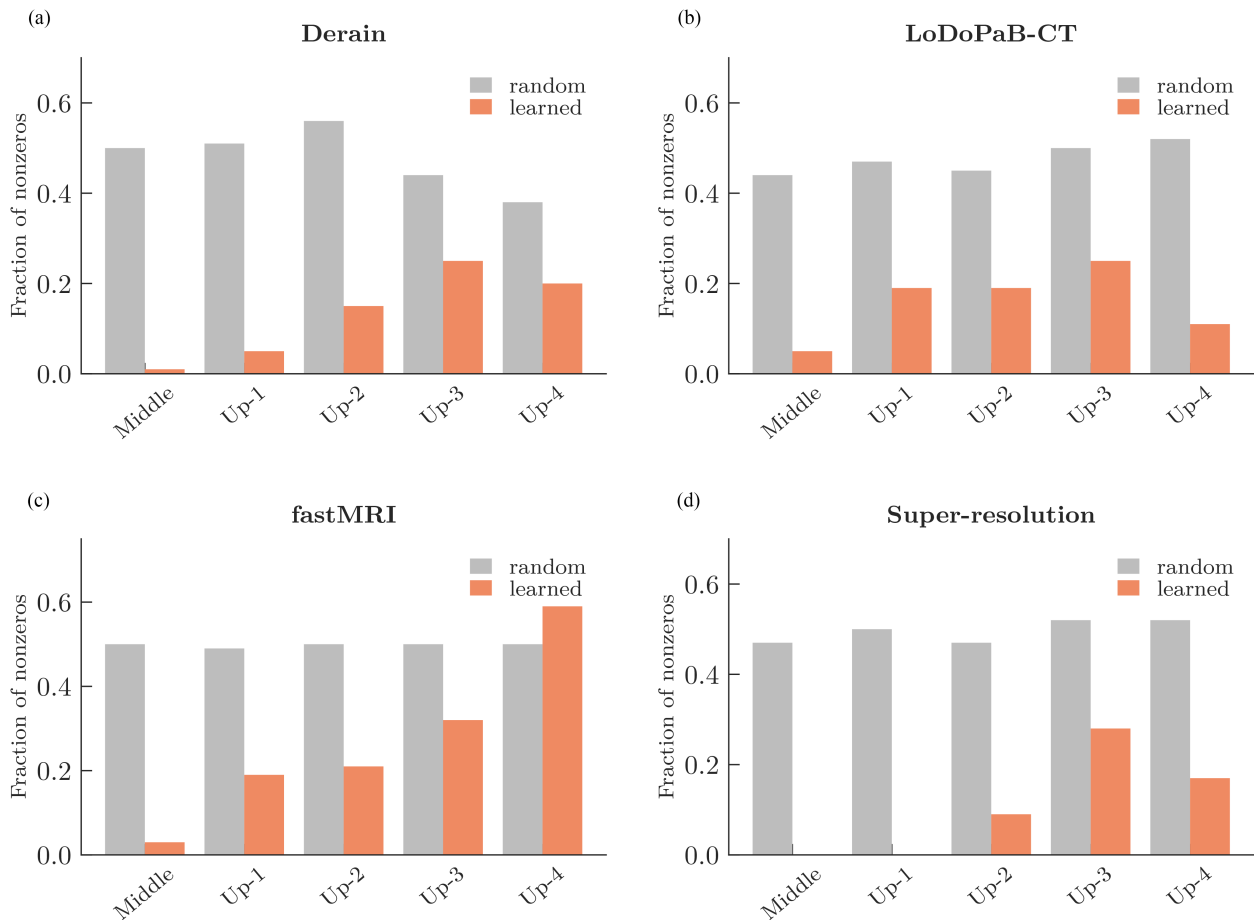 (a)
Derain
random
learned
Fraction of nonzeros
0.6
0.4
0.2
0.0
Middle
Up-1
Up-2
Up-3
Up-4
(b)
LoDoPaB-CT
random
learned
Fraction of nonzeros
0.6
0.4
0.2
0.0
Middle
Up-1
Up-2
Up-3
Up-4
(c)
fastMRI
random
learned
Fraction of nonzeros
0.6
0.4
0.2
0.0
Middle
Up-1
Up-2
Up-3
Up-4
(d)
Super-resolution
random
learned
Fraction of nonzeros
0.6
0.4
0.2
0.0
Middle
Up-1
Up-2
Up-3
Up-4